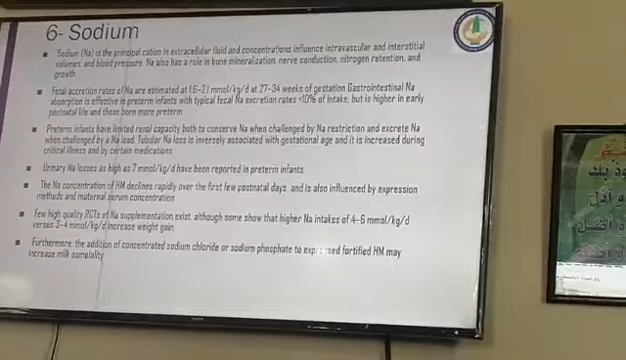 6- Sodium
Sodium (Na) is the principal cation in extracellular fluid and concentrations influence intravascular and interstitial
volumes, and blood pressure. Na also has a role in bone mineralization, nerve conduction, nitrogen retention, and
growth
Fetal accretion rates of Na are estimated at 1.6-2.1 mmol/kg/d at 27-34 weeks of gestation Gastrointestinal Na
absorption is effective in preterm infants with typical fecal Na excretion rates <10% of intake, but is higher in early
postnatal life and those born more preterm
Preterm infants have limited renal capacity both to conserve Na when challenged by Na restriction and excrete Na
when challenged by a Na load. Tubular Na loss is inversely associated with gestational age and it is increased during
critical illness and by certain medications
Urinary Na losses as high as 7 mmol/kg/d have been reported in preterm infants
The Na concentration of HM declines rapidly over the first few postnatal days, and is also influenced by expression
methods and maternal serum concentration
Few high quality RCTs of Na supplementation exist, although some show that higher Na intakes of 4-6 mmol/kg/d
versus 3-4 mmol/kg/d increase weight gain.
Furthermore, the addition of concentrated sodium chloride or sodium phosphate to expressed fortified HM may
increase milk osmolality